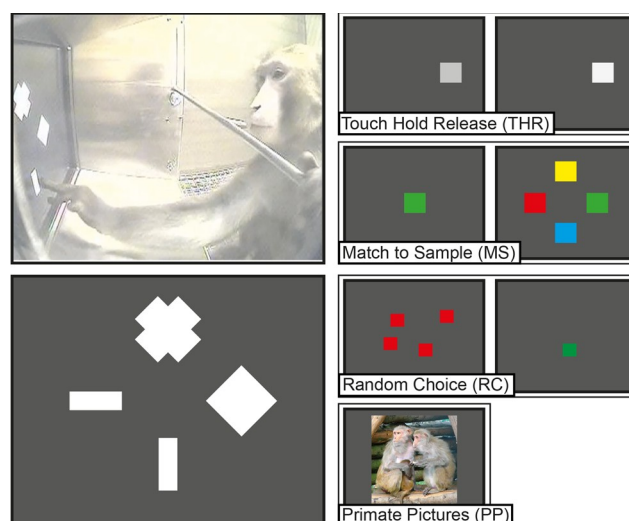 Touch Hold Release (THR)
Match to Sample (MS)
Random Choice (RC)
Primate Pictures (PP)